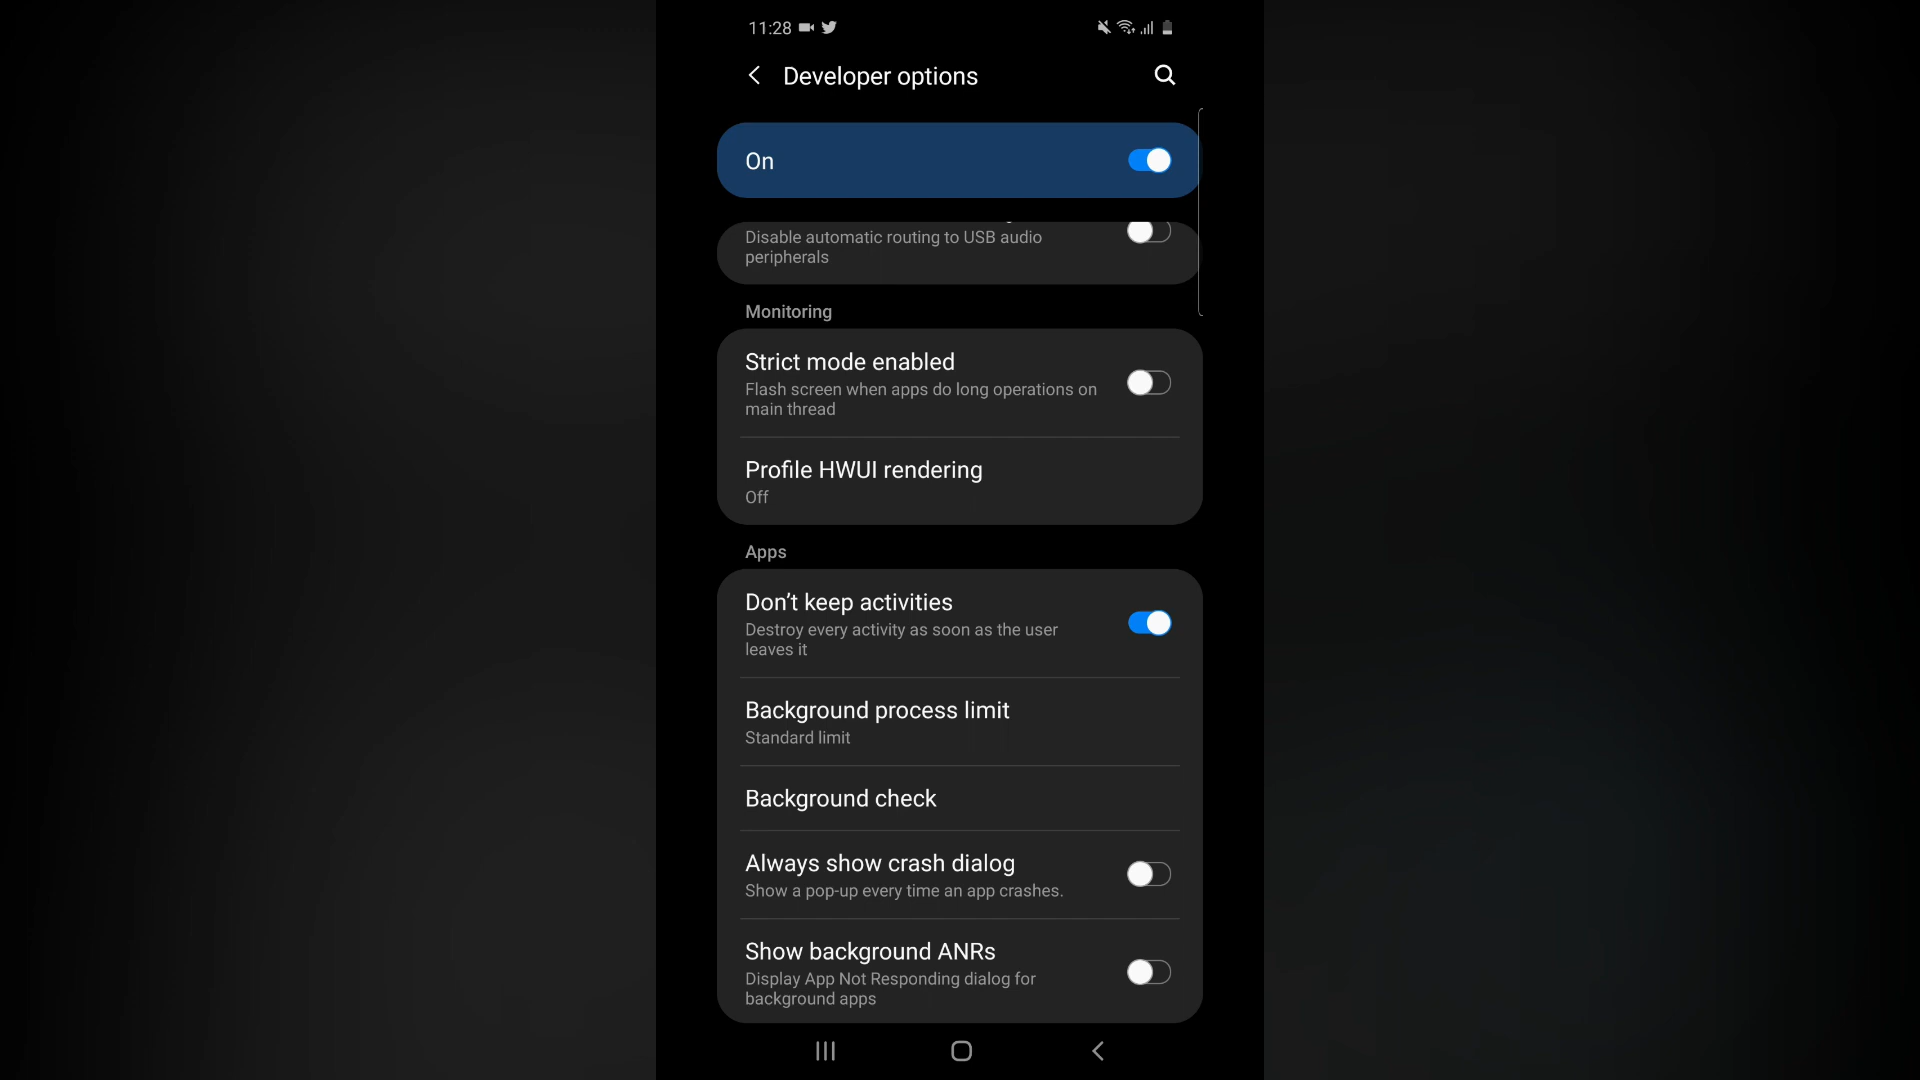 11:28
Developer options
On
Disable automatic routing to USB audio
peripherals
Monitoring
Strict mode enabled
Flash screen when apps do long operations on
main thread
Profile HWUI rendering
Off
Apps
Don’t keep activities
Destroy every activity as soon as the user
leaves it
Background process limit
Standard limit
Background check
Always show crash dialog
Show a pop-up every time an app crashes.
Show background ANRs
Display App Not Responding dialog for
background apps